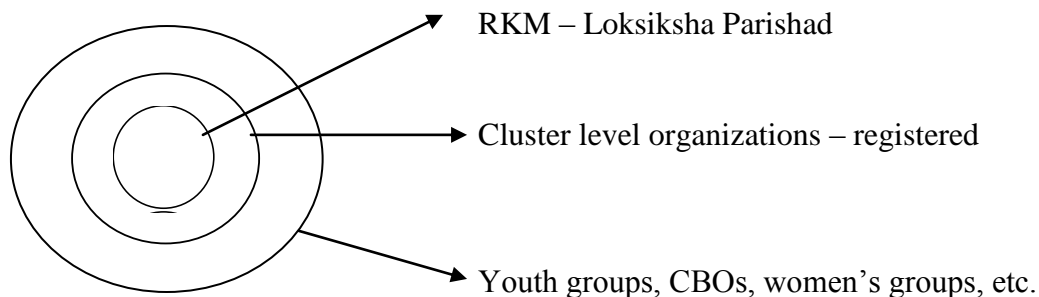 RKM – Loksiksha Parishad
Cluster level organizations – registered
Youth groups, CBOs, women’s groups, etc.